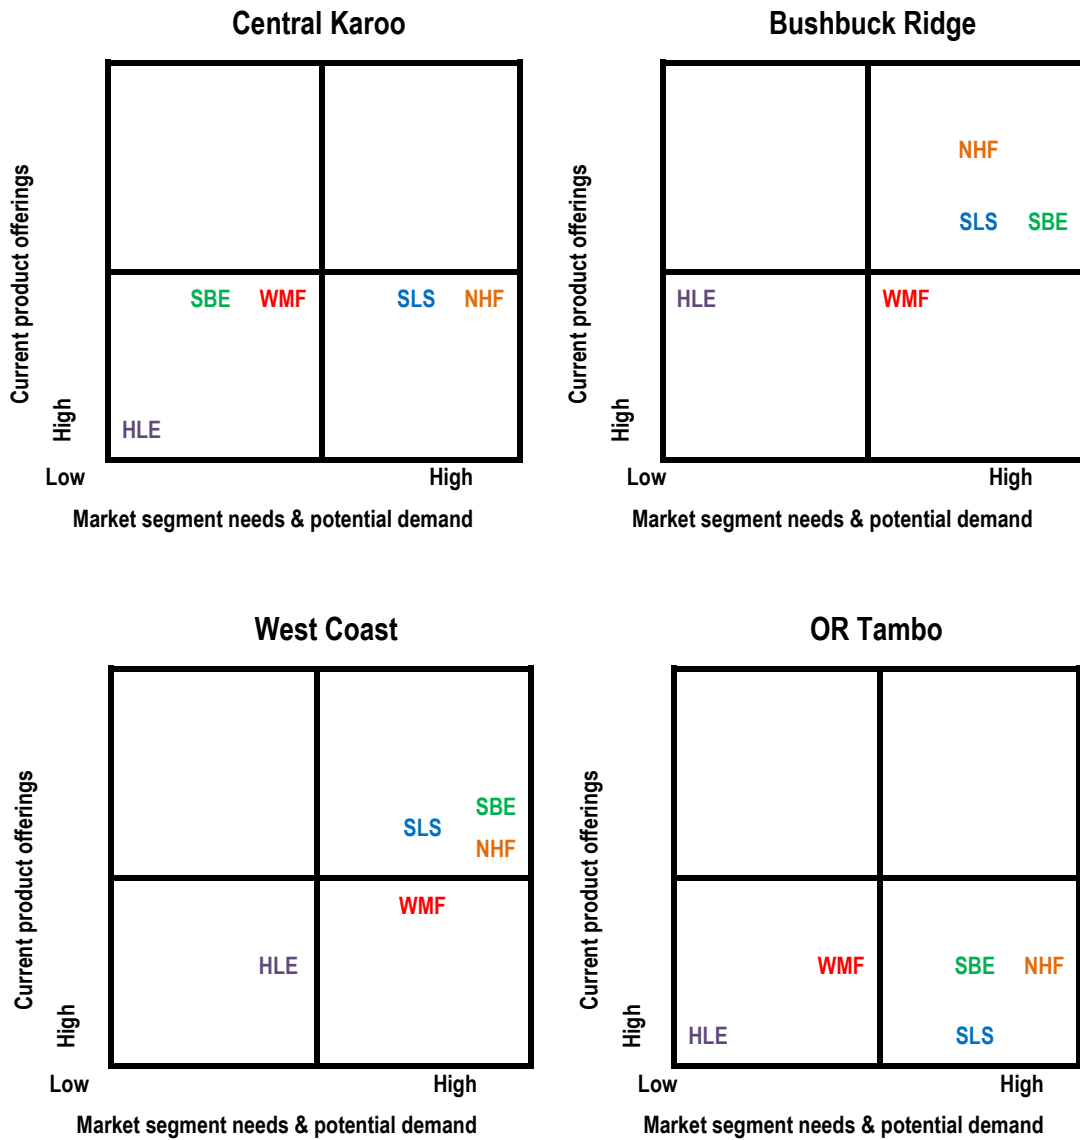 Central Karoo
Current product offerings
High
SBE WMF SLS NHF
HLE
Low High
Market segment needs & potential demand
Bushbuck Ridge
Current product offerings
High
NHF
SLS SBE
HLE WMF
Low High
Market segment needs & potential demand
West Coast
Current product offerings
High
SBE
SLS
NHF
WMF
HLE
Low High
Market segment needs & potential demand
OR Tambo
Current product offerings
High
WMF SBE NHF
HLE SLS
Low High
Market segment needs & potential demand